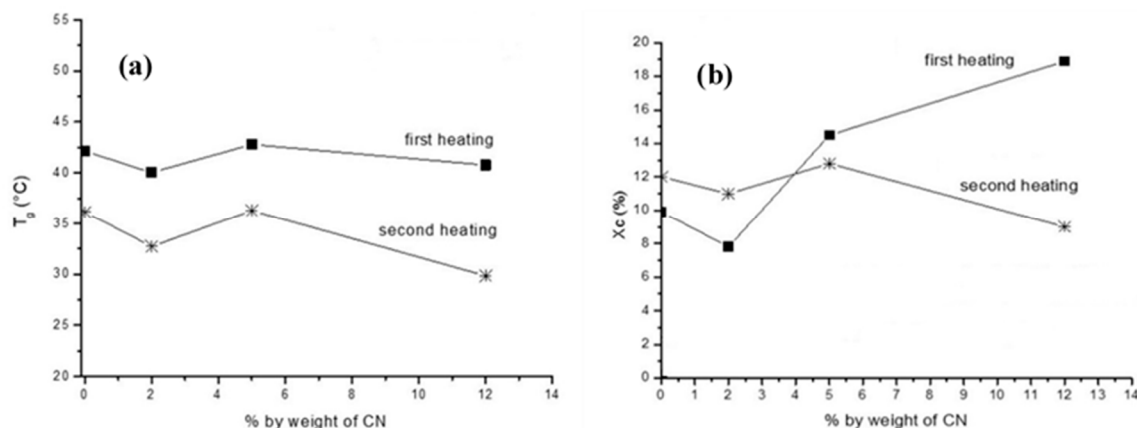 (a)
55
50
45
40
35
30
25
20
T_g (°C)
first heating
second heating
0 2 4 6 8 10 12 14
% by weight of CN
(b)
20
18
16
14
12
10
8
6
4
2
0
Xc (%)
first heating
second heating
0 1 2 3 4 5 6 7 8 9 10 11 12 13 14
% by weight of CN